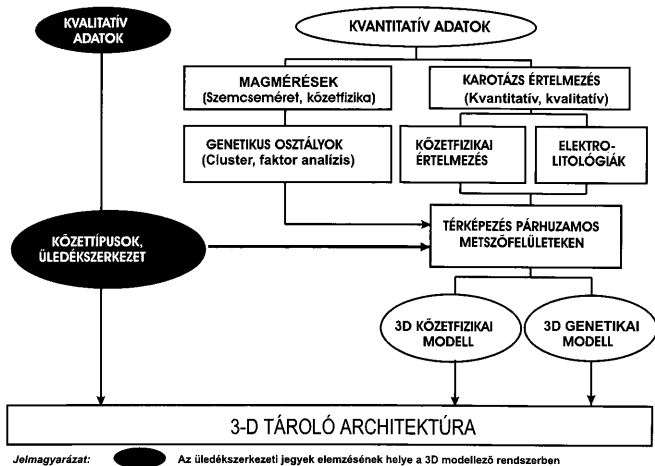 KVALITATÍV
ADATOK
KVANTITATÍV ADATOK
MAGMÉRÉSEK
(Szemcseméret, kőzetfizika)
KAROTÁZS ÉRTELMEZÉS
(Kvantitatív, kvalitatív)
GENETIKUS OSZTÁLYOK
(Cluster, faktor analízis)
KŐZETFIZIKAI
ÉRTELMEZÉS
ELEKTRO-
LITOLÓGIÁK
KŐZETTÍPUSOK,
ÜLEDÉKSZERKEZET
TÉRKÉPEZÉS PÁRHUZAMOS
METSZŐFELÜLETEKEN
3D KŐZETFIZIKAI
MODELL
3D GENETIKAI
MODELL
3-D TÁROLÓ ARCHITEKTÚRA
Jelmagyarázat:
Az üledékszerkezeti jegyek elemzésének helye a 3D modellező rendszerben